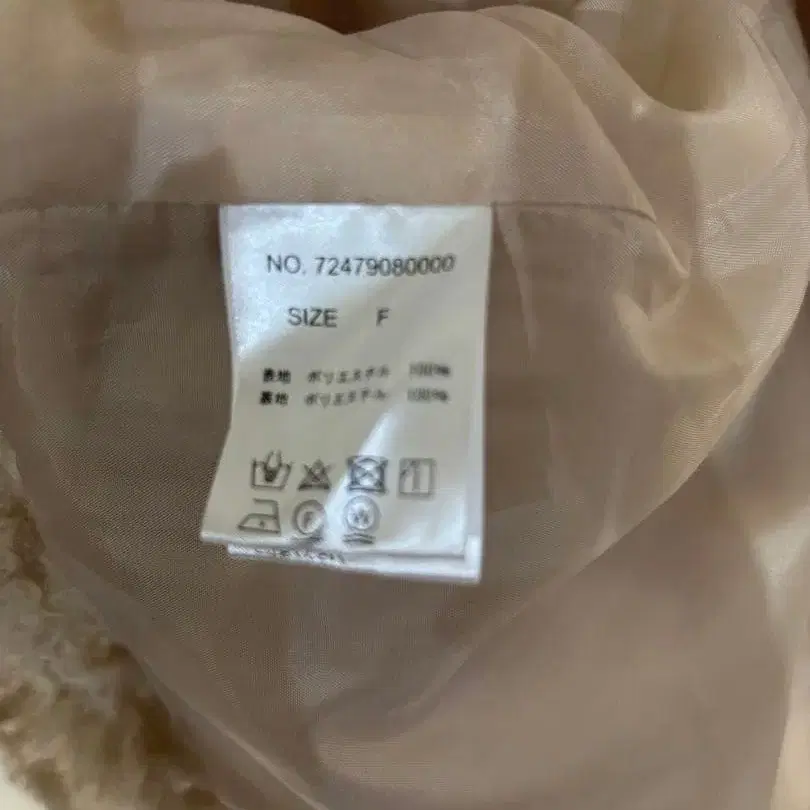 NO. 72479080000
SIZE F
表地 ポリエステル 100%
裏地 ポリエステル 100%
F W